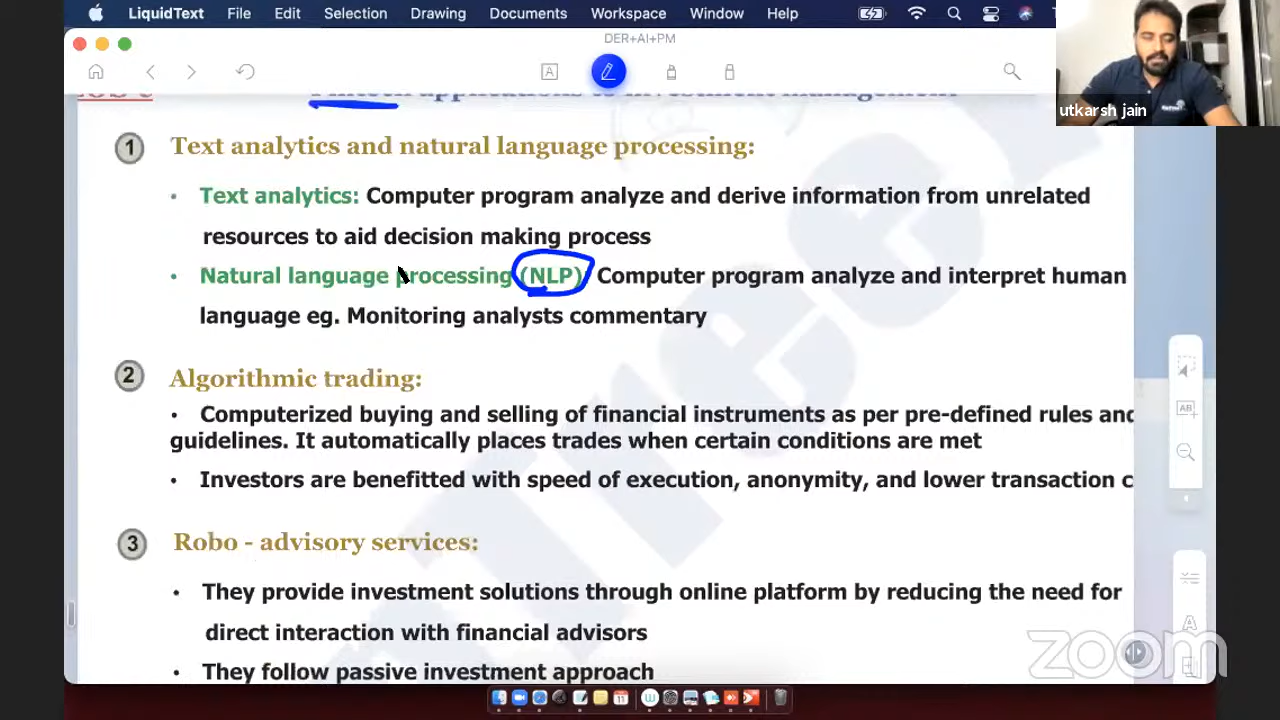 LiquidText File Edit Selection Drawing Documents Workspace Window Help
DER+AI+PM
utkarsh jain
applications to investment management
1 Text analytics and natural language processing:
• Text analytics: Computer program analyze and derive information from unrelated
resources to aid decision making process
• Natural language processing (NLP): Computer program analyze and interpret human
language eg. Monitoring analysts commentary
2 Algorithmic trading:
• Computerized buying and selling of financial instruments as per pre-defined rules and
guidelines. It automatically places trades when certain conditions are met
• Investors are benefitted with speed of execution, anonymity, and lower transaction c
3 Robo - advisory services:
• They provide investment solutions through online platform by reducing the need for
direct interaction with financial advisors
• They follow passive investment approach
zoom